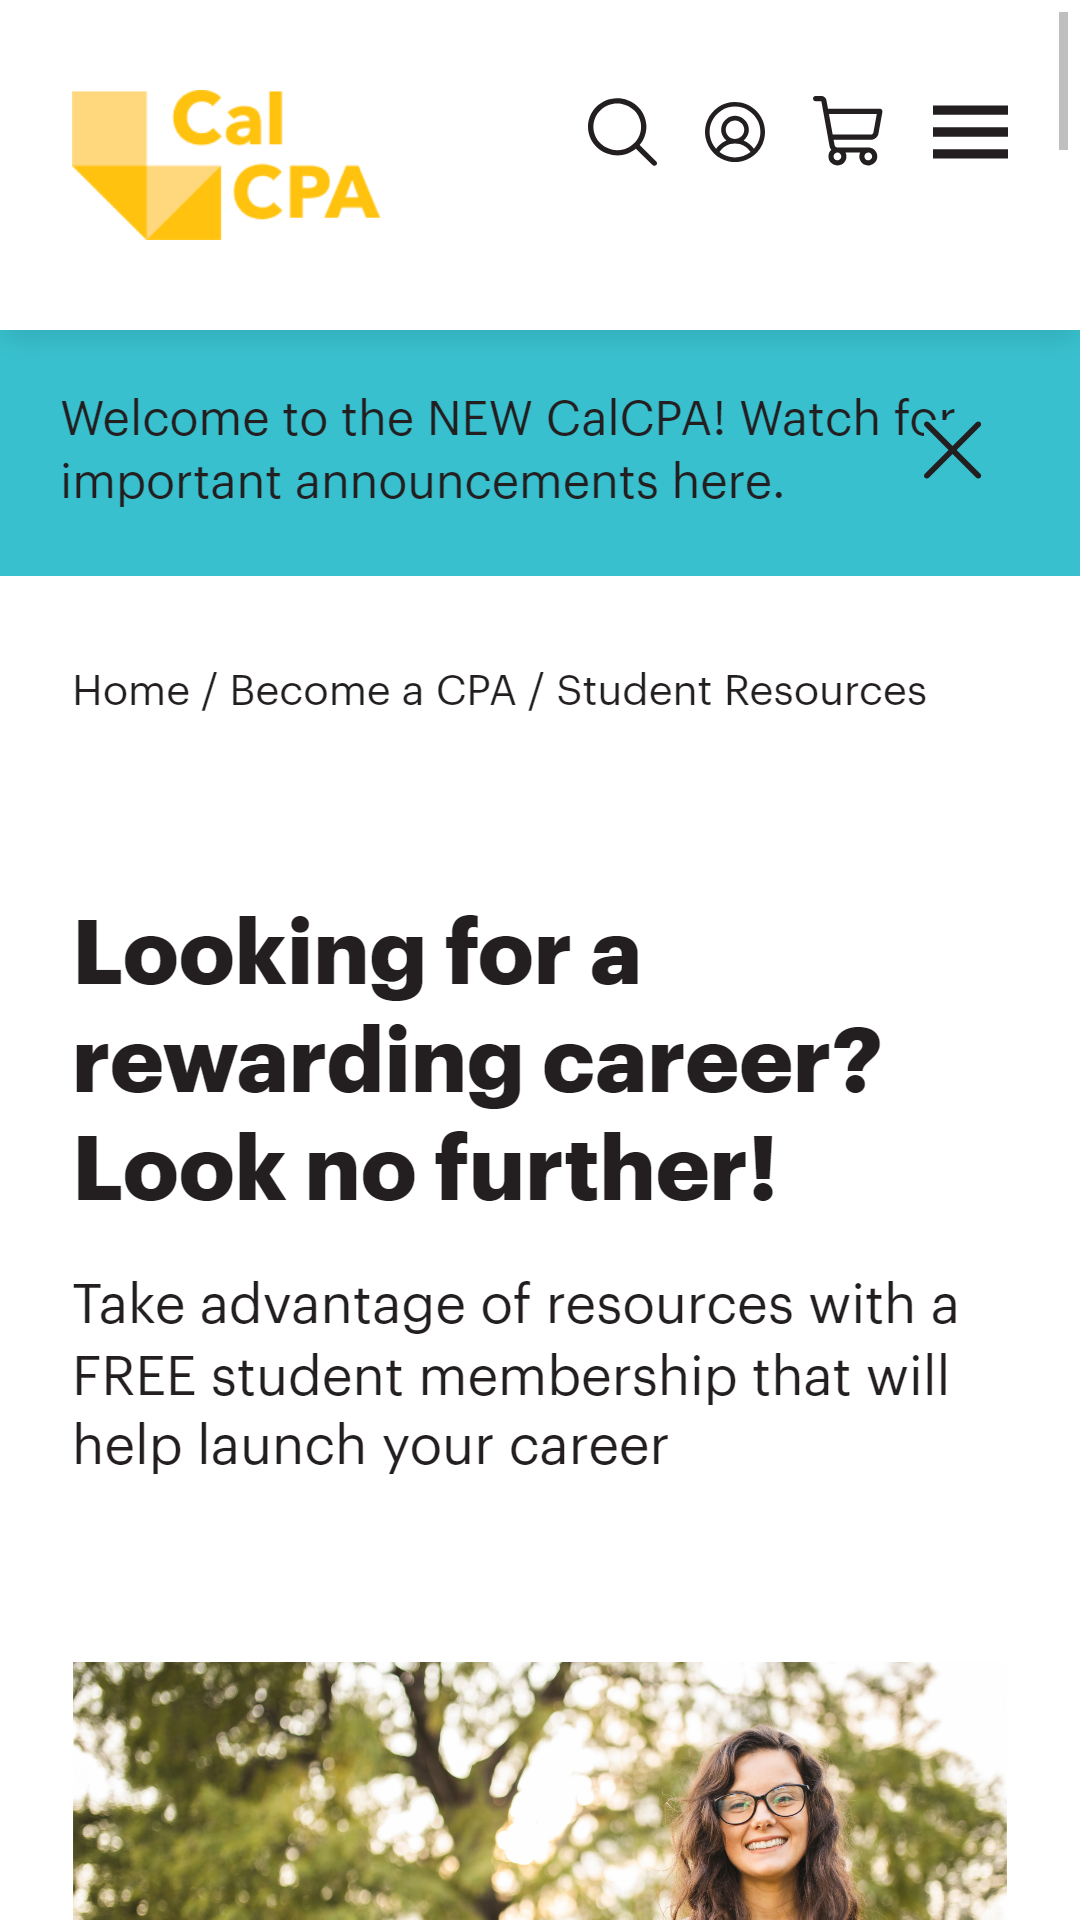 Cal
CPA
Welcome to the NEW CalCPA! Watch for
important announcements here.
Home / Become a CPA / Student Resources
Looking for a
rewarding career?
Look no further!
Take advantage of resources with a
FREE student membership that will
help launch your career